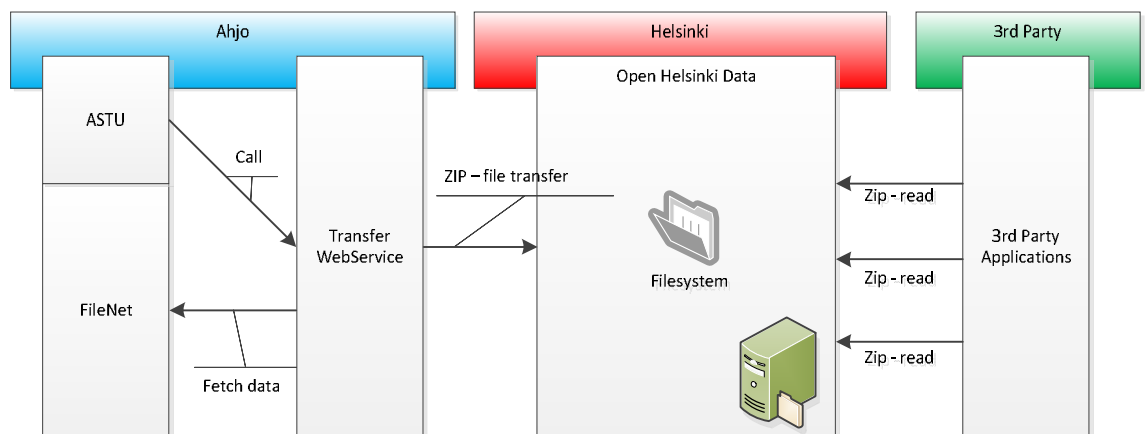 Ahjo
Helsinki
3rd Party
Open Helsinki Data
ASTU
Call
ZIP – file transfer
Zip - read
Transfer
WebService
3rd Party
Applications
Zip - read
Filesystem
FileNet
Zip - read
Fetch data